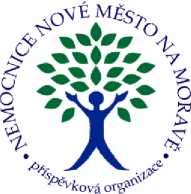 NEMOCNICE NOVÉ MĚSTO NA MORAVĚ
• příspěvková organizace •